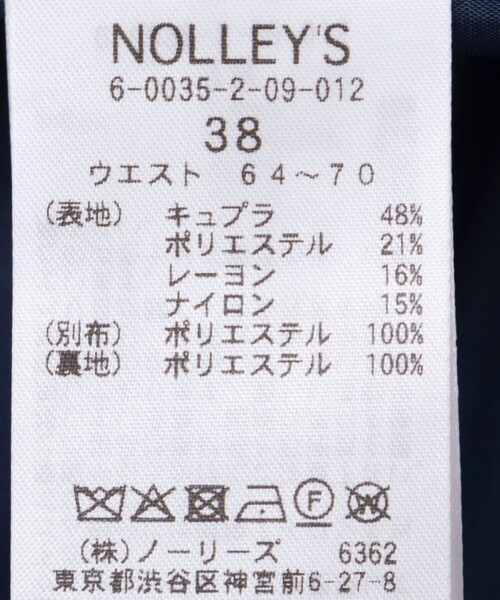 NOLLEY'S
6-0035-2-09-012
38
ウエスト 64～70
(表地) キュプラ 48%
ポリエステル 21%
レーヨン 16%
ナイロン 15%
(別布) ポリエステル 100%
(裏地) ポリエステル 100%
F W
(株)ノーリーズ 6362
東京都渋谷区神宮前6-27-8